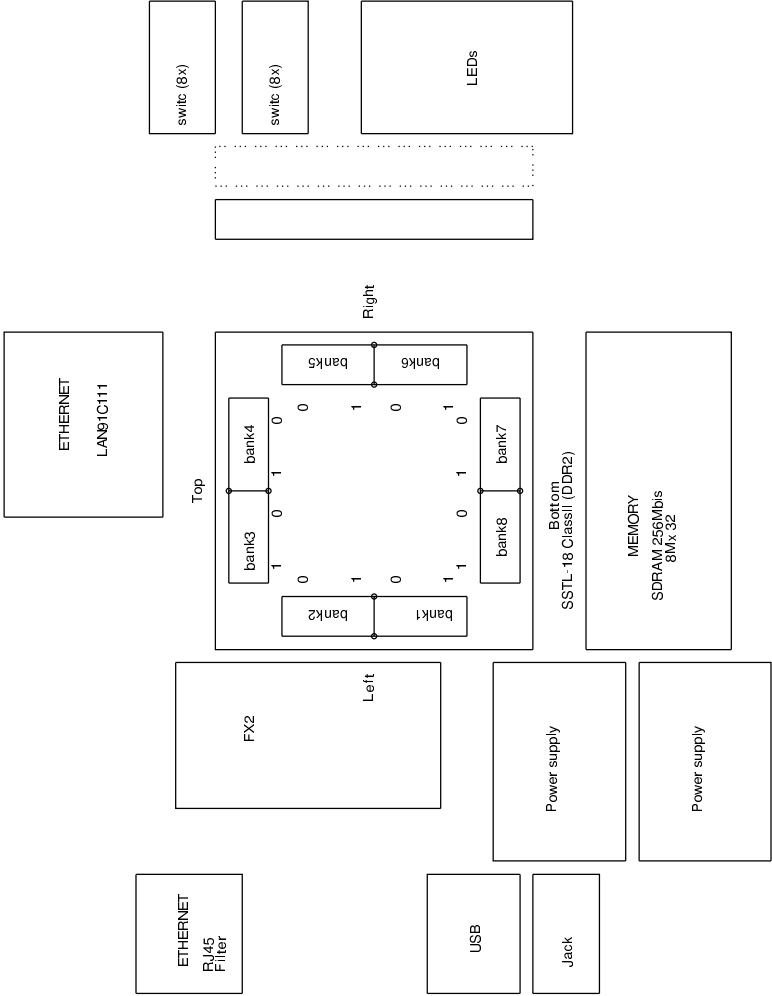 switc (8x)
switc (8x)
LEDs
Right
ETHERNET
LAN91C111
bank5
bank6
0
1
0
1
bank4
0
1
bank7
0
1
Top
bank3
0
1
bank8
0
1
0
1
0
1
bank2
bank1
Bottom
SSTL-18 ClassII (DDR2)
MEMORY
SDRAM 256Mbis
8Mx 32
Left
FX2
Power supply
Power supply
ETHERNET
RJ45
Filter
USB
Jack